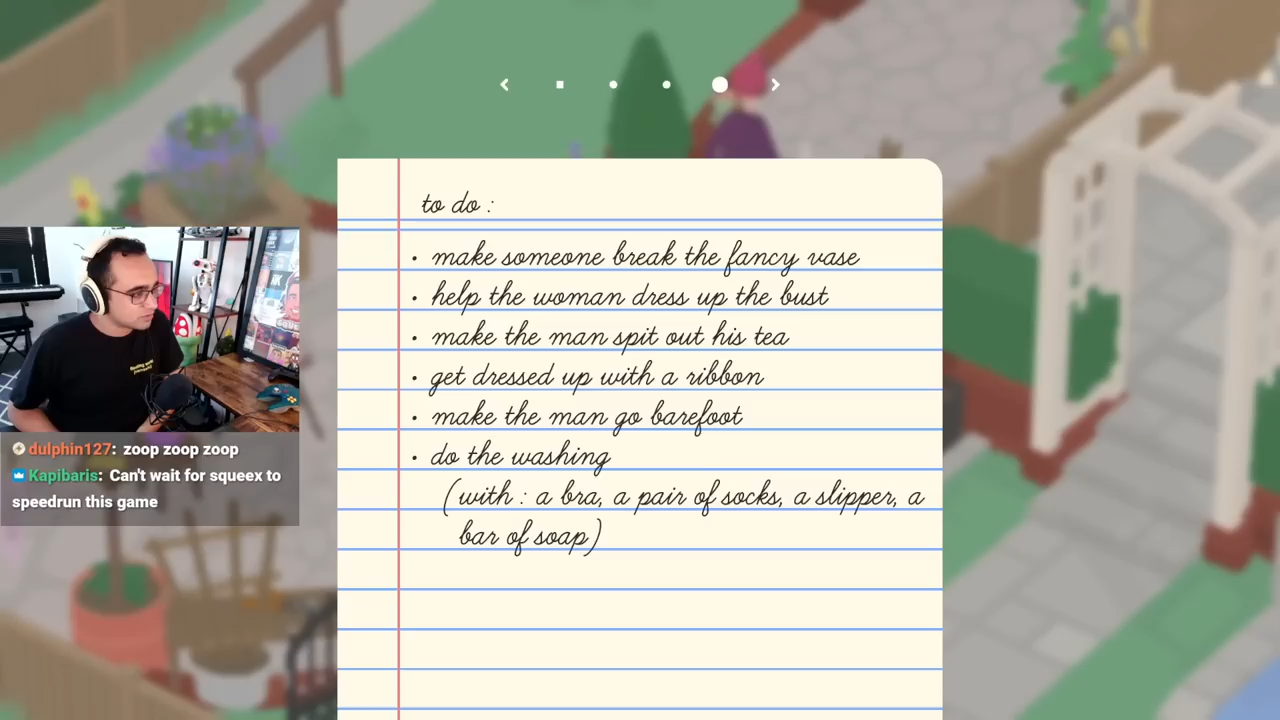 to do :
• make someone break the fancy vase
• help the woman dress up the bust
• make the man spit out his tea
• get dressed up with a ribbon
• make the man go barefoot
• do the washing
(with : a bra, a pair of socks, a slipper, a
bar of soap)
dulphin127: zoop zoop zoop
Kapibaris: Can't wait for squeex to
speedrun this game